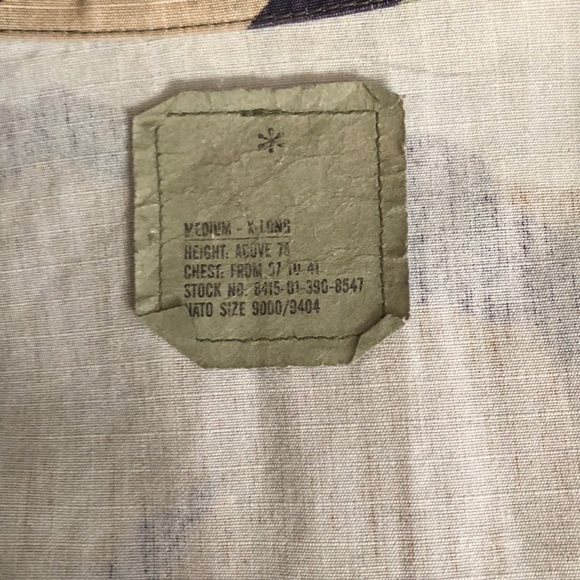 *
MEDIUM - X-LONG
HEIGHT: ABOVE 75
CHEST: FROM 37 TO 41
STOCK NO. 8415-01-390-8547
NATO SIZE 9000/9404